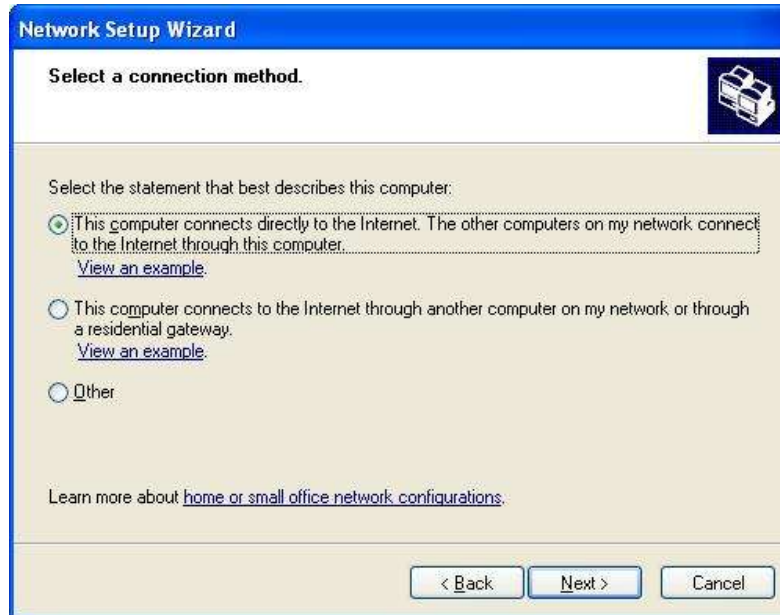 Network Setup Wizard
Select a connection method.
Select the statement that best describes this computer:
This computer connects directly to the Internet. The other computers on my network connect
to the Internet through this computer.
View an example.
This computer connects to the Internet through another computer on my network or through
a residential gateway.
View an example.
Other
Learn more about home or small office network configurations.
< Back Next > Cancel